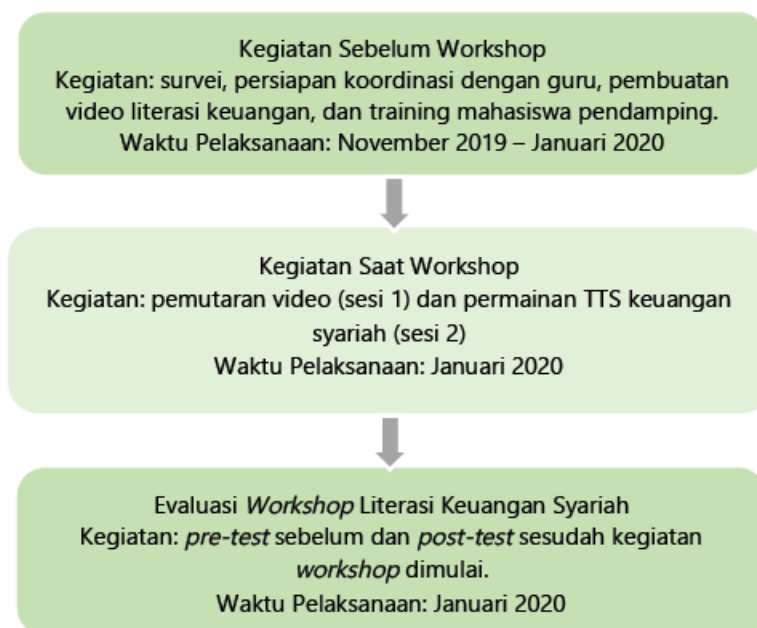 Kegiatan Sebelum Workshop
Kegiatan: survei, persiapan koordinasi dengan guru, pembuatan
video literasi keuangan, dan training mahasiswa pendamping.
Waktu Pelaksanaan: November 2019 – Januari 2020
Kegiatan Saat Workshop
Kegiatan: pemutaran video (sesi 1) dan permainan TTS keuangan
syariah (sesi 2)
Waktu Pelaksanaan: Januari 2020
Evaluasi Workshop Literasi Keuangan Syariah
Kegiatan: pre-test sebelum dan post-test sesudah kegiatan
workshop dimulai.
Waktu Pelaksanaan: Januari 2020